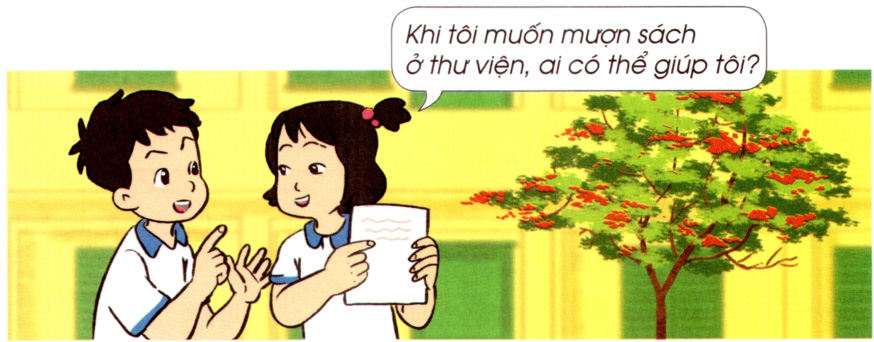 Khi tôi muốn mượn sách
ở thư viện, ai có thể giúp tôi?